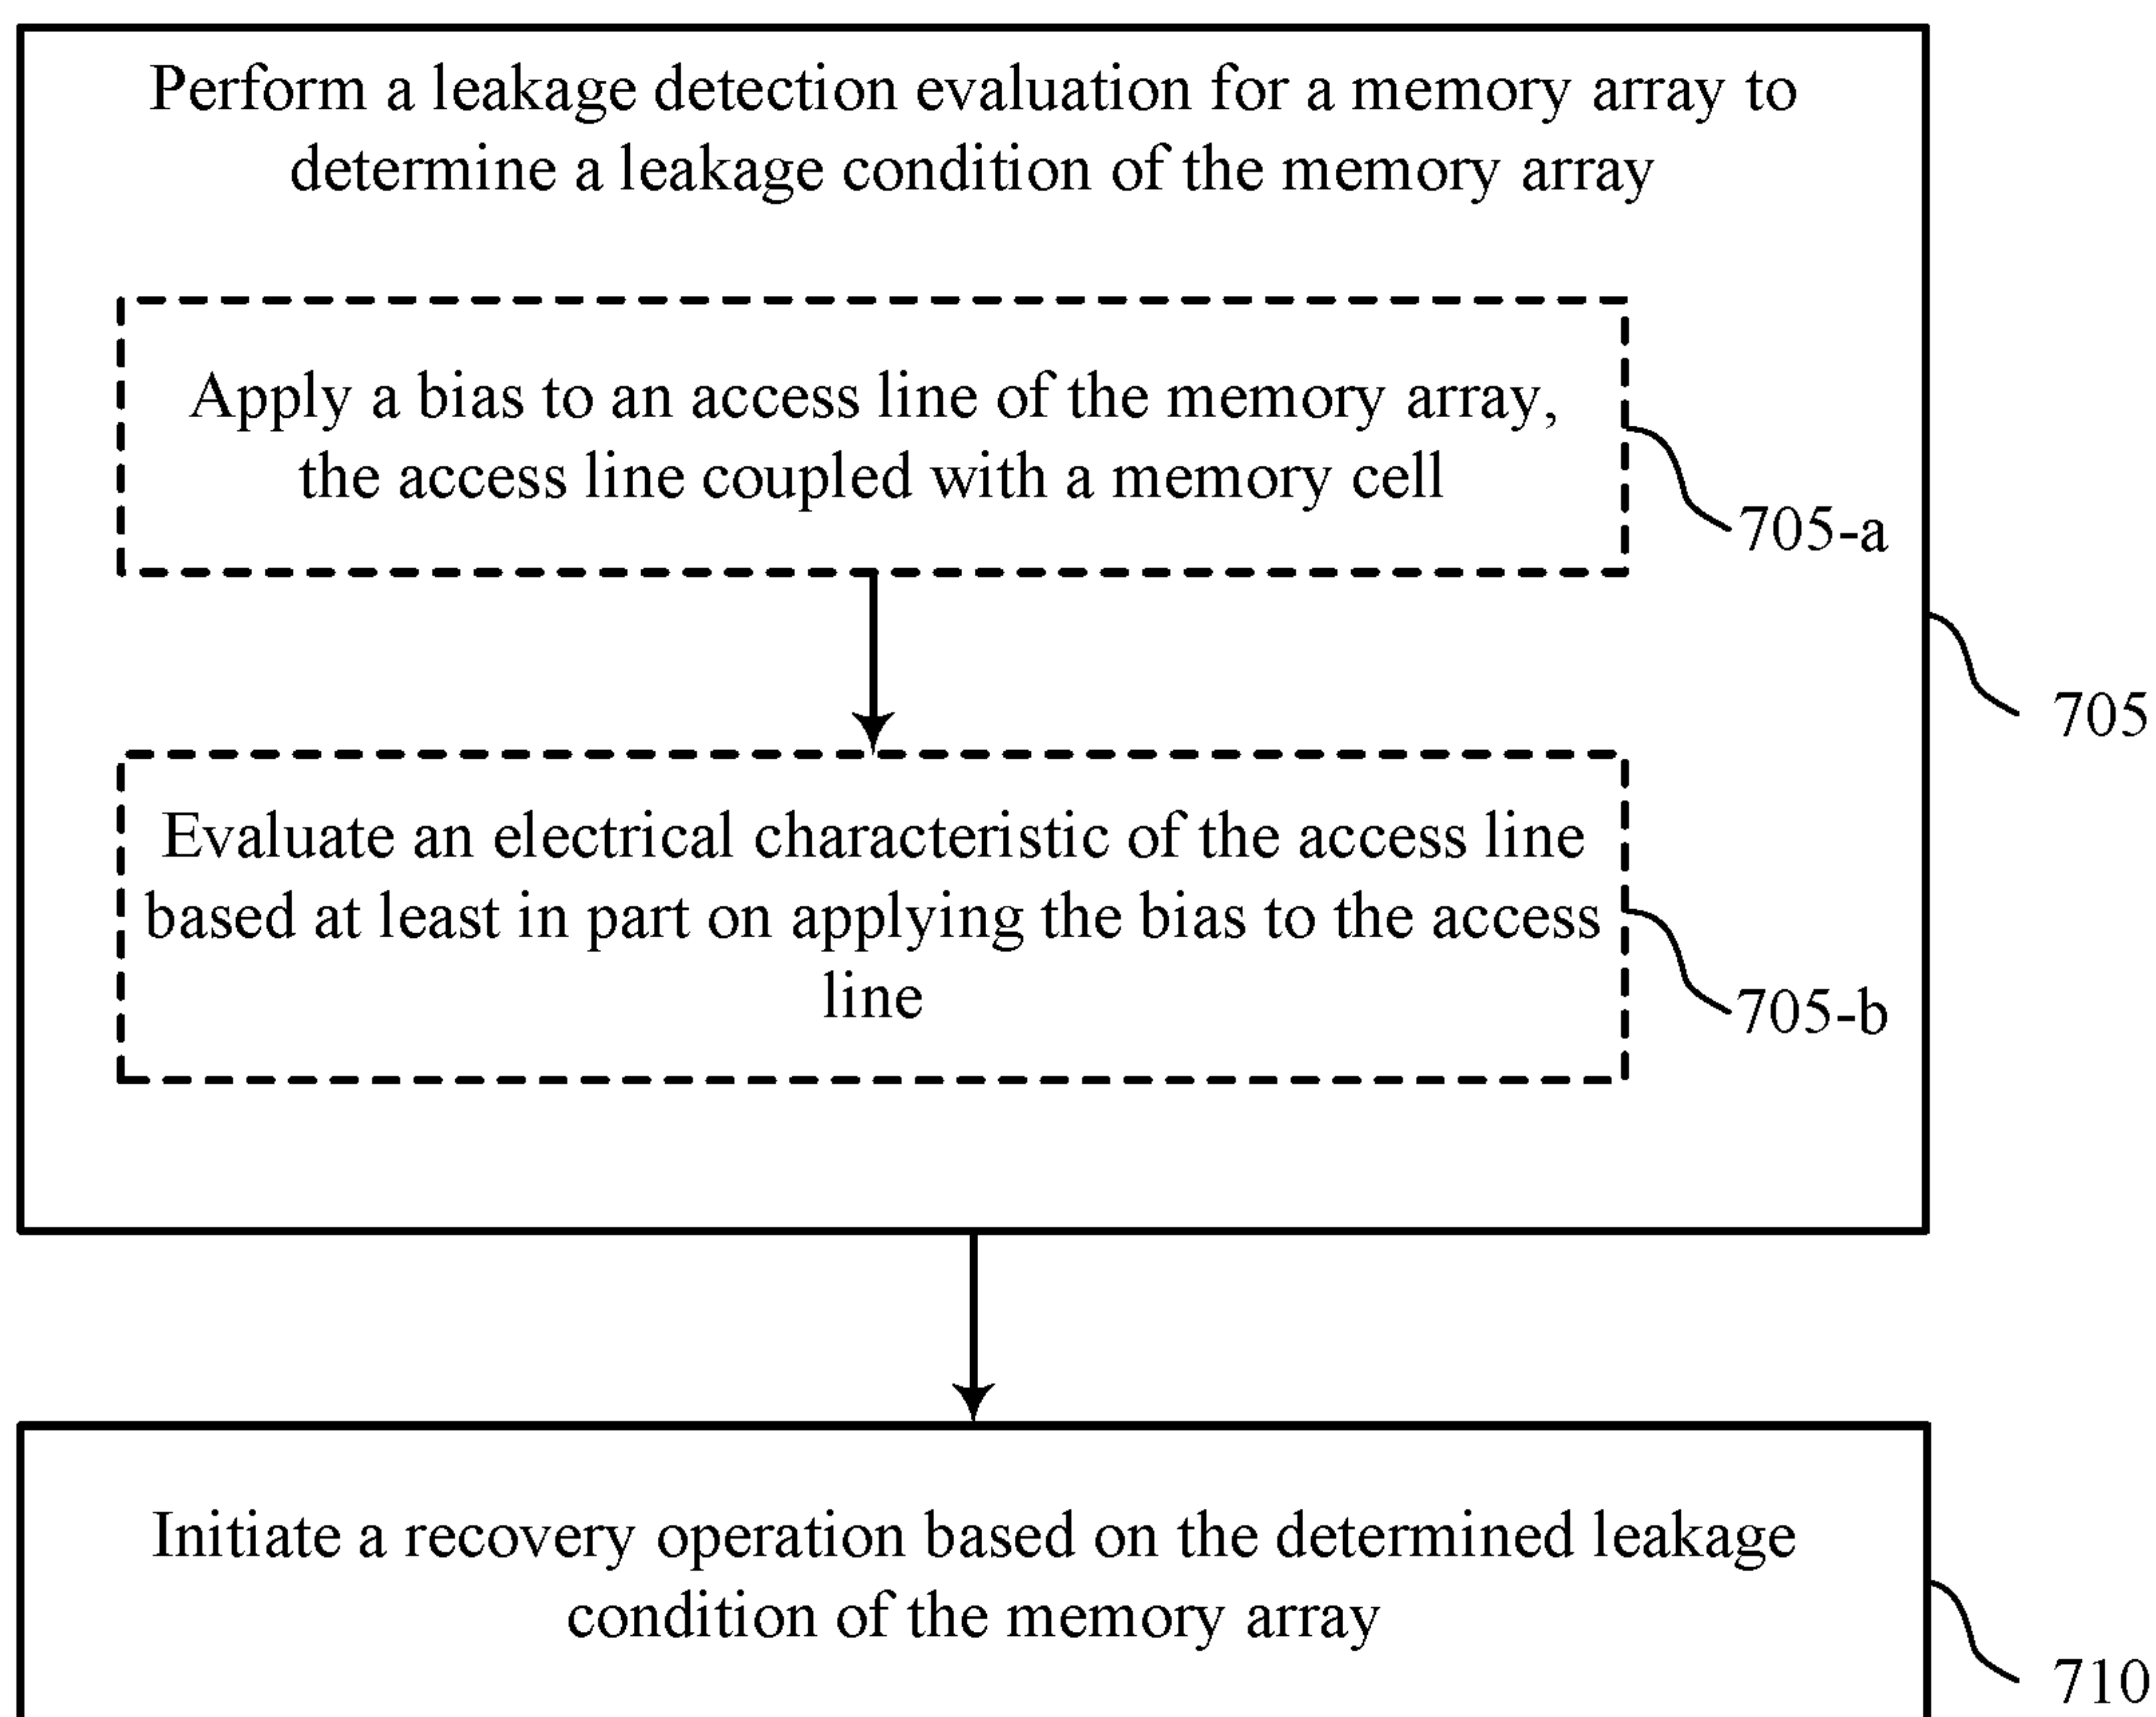 Perform a leakage detection evaluation for a memory array to
determine a leakage condition of the memory array
Apply a bias to an access line of the memory array,
the access line coupled with a memory cell
705-a
705
Evaluate an electrical characteristic of the access line
based at least in part on applying the bias to the access
line
705-b
Initiate a recovery operation based on the determined leakage
condition of the memory array
710